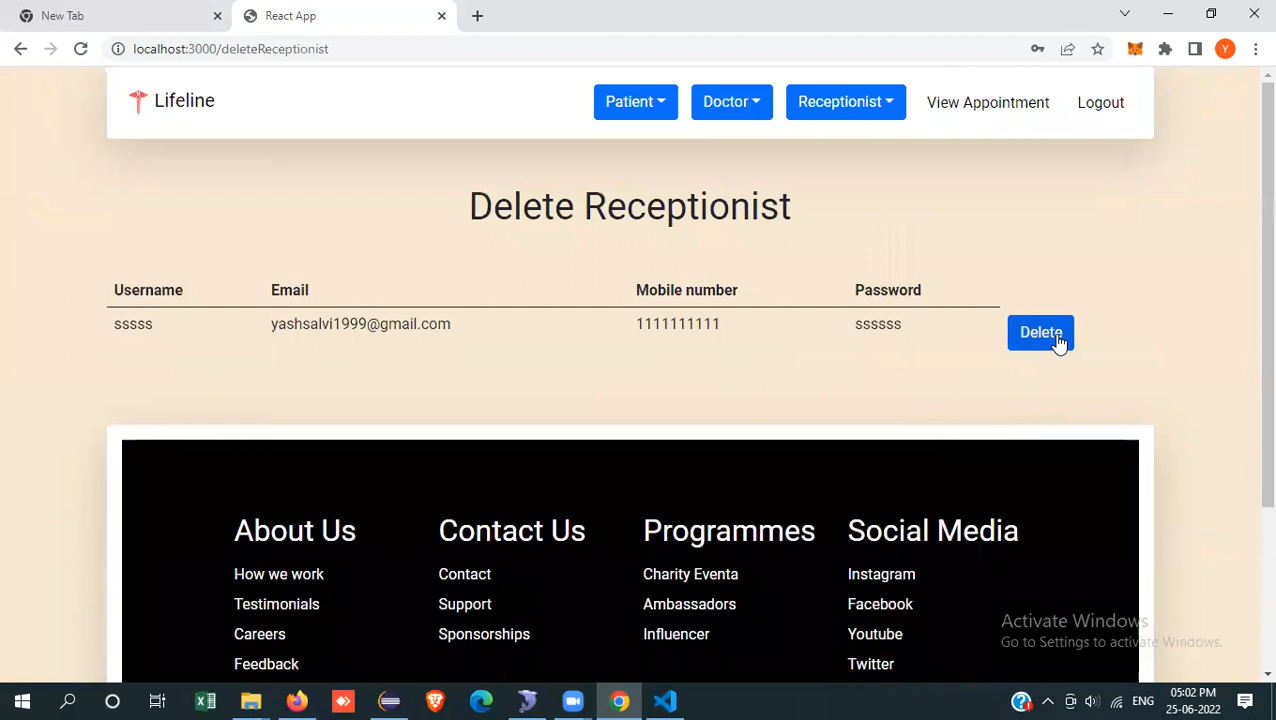 New Tab
React App
localhost:3000/deleteReceptionist
Y
Lifeline
Patient
Doctor
Receptionist
View Appointment
Logout
Delete Receptionist
Username Email Mobile number Password
sssss yashsalvi1999@gmail.com 1111111111 ssssss
Delete
About Us Contact Us Programmes Social Media
How we work Contact Charity Eventa Instagram
Testimonials Support Ambassadors Facebook
Careers Sponsorships Influencer Youtube
Feedback Twitter
Activate Windows
Go to Settings to activate Windows.
ENG
05:02 PM
25-06-2022